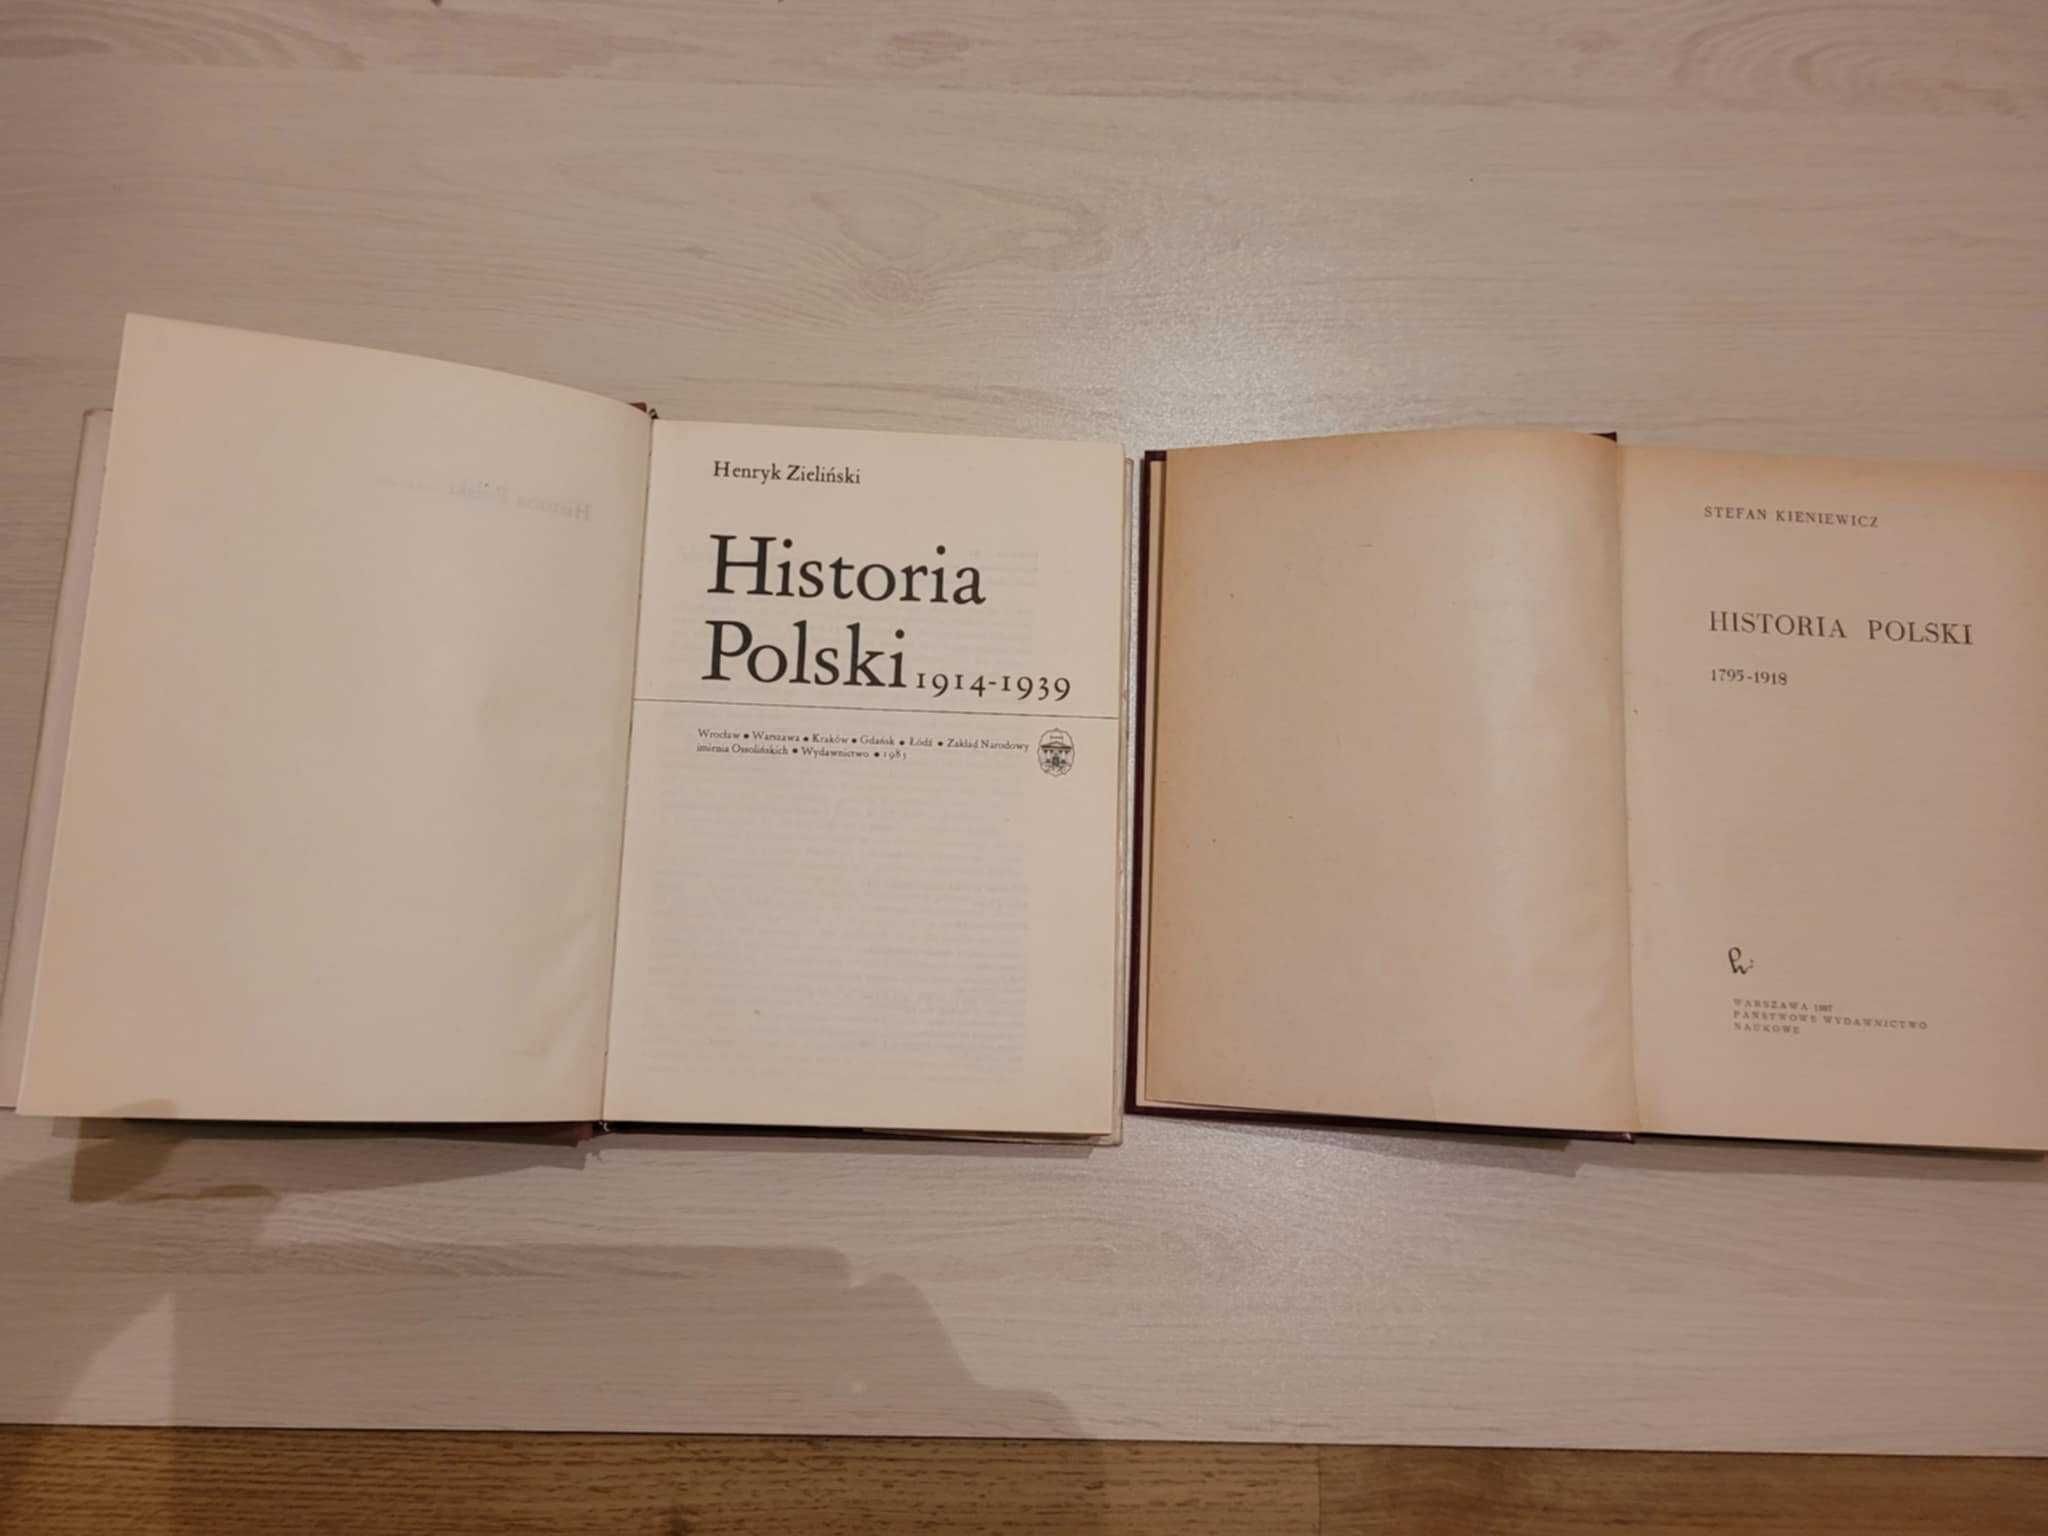 Henryk Zieliński
Historia
Polski 1914-1939
Wrocław • Warszawa • Kraków • Gdańsk • Łódź • Zakład Narodowy
imienia Ossolińskich • Wydawnictwo • 1985
STEFAN KIENIEWICZ
HISTORIA POLSKI
1795-1918
WARSZAWA 1987
PAŃSTWOWE WYDAWNICTWO
NAUKOWE